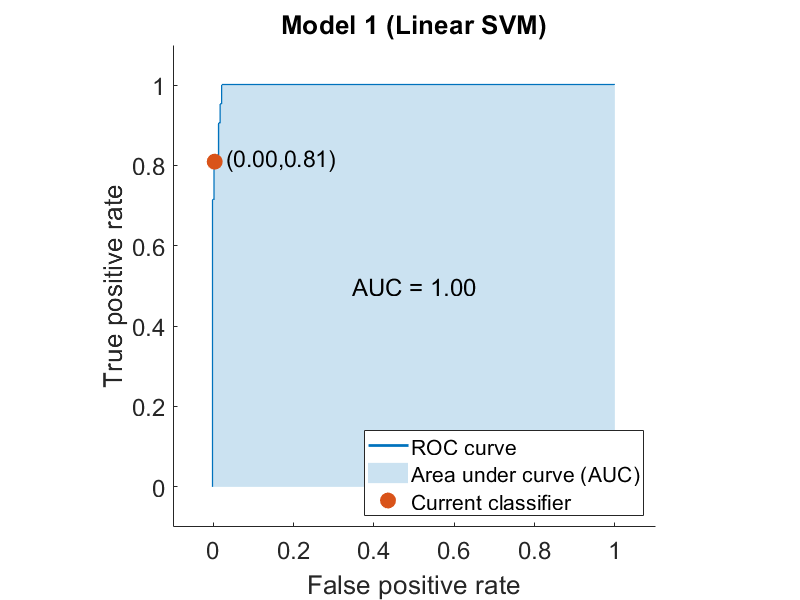 Model 1 (Linear SVM)
True positive rate
1
0.8
0.6
0.4
0.2
0
(0.00,0.81)
AUC = 1.00
ROC curve
Area under curve (AUC)
Current classifier
0 0.2 0.4 0.6 0.8 1
False positive rate